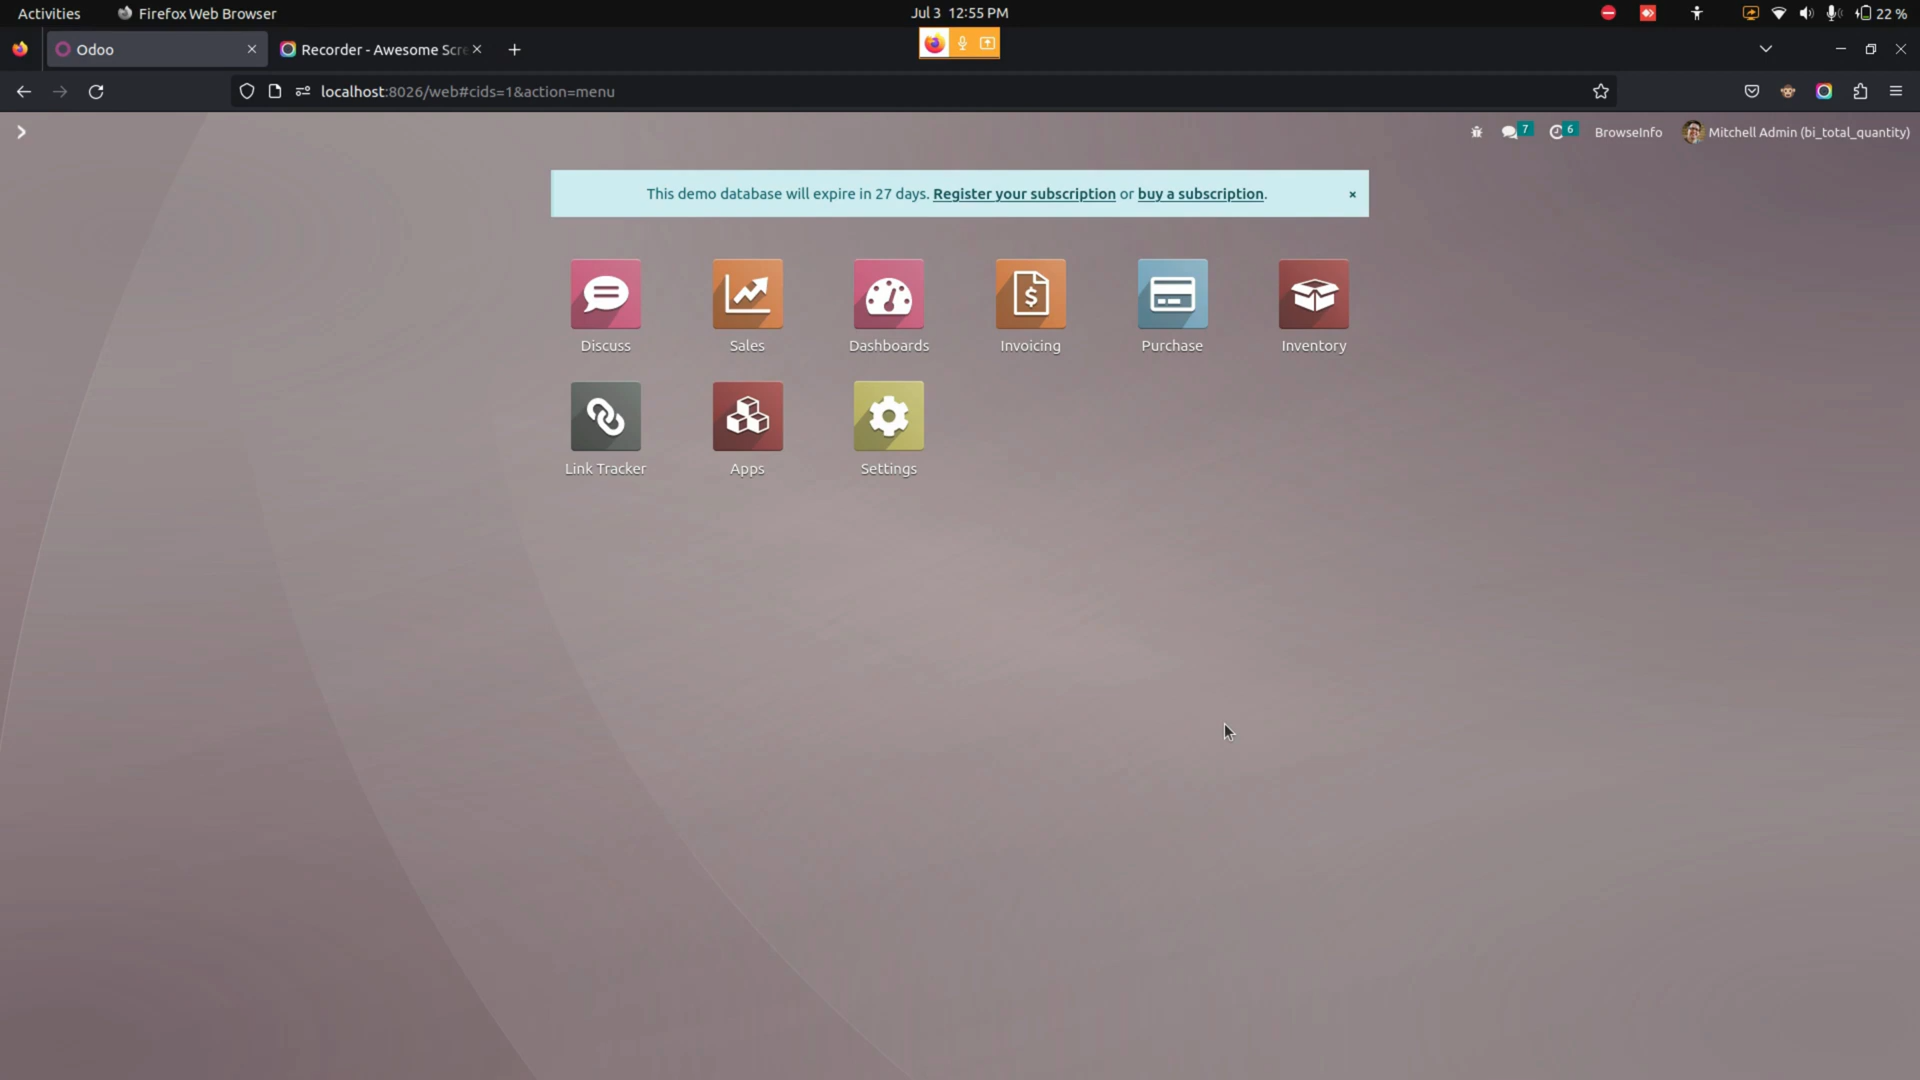 Activities Firefox Web Browser Jul 3 12:55 PM 22 %
Odoo Recorder - Awesome Scre
localhost:8026/web#cids=1&action=menu
7 6 BrowseInfo Mitchell Admin (bi_total_quantity)
This demo database will expire in 27 days. Register your subscription or buy a subscription.
Discuss Sales Dashboards Invoicing Purchase Inventory
Link Tracker Apps Settings